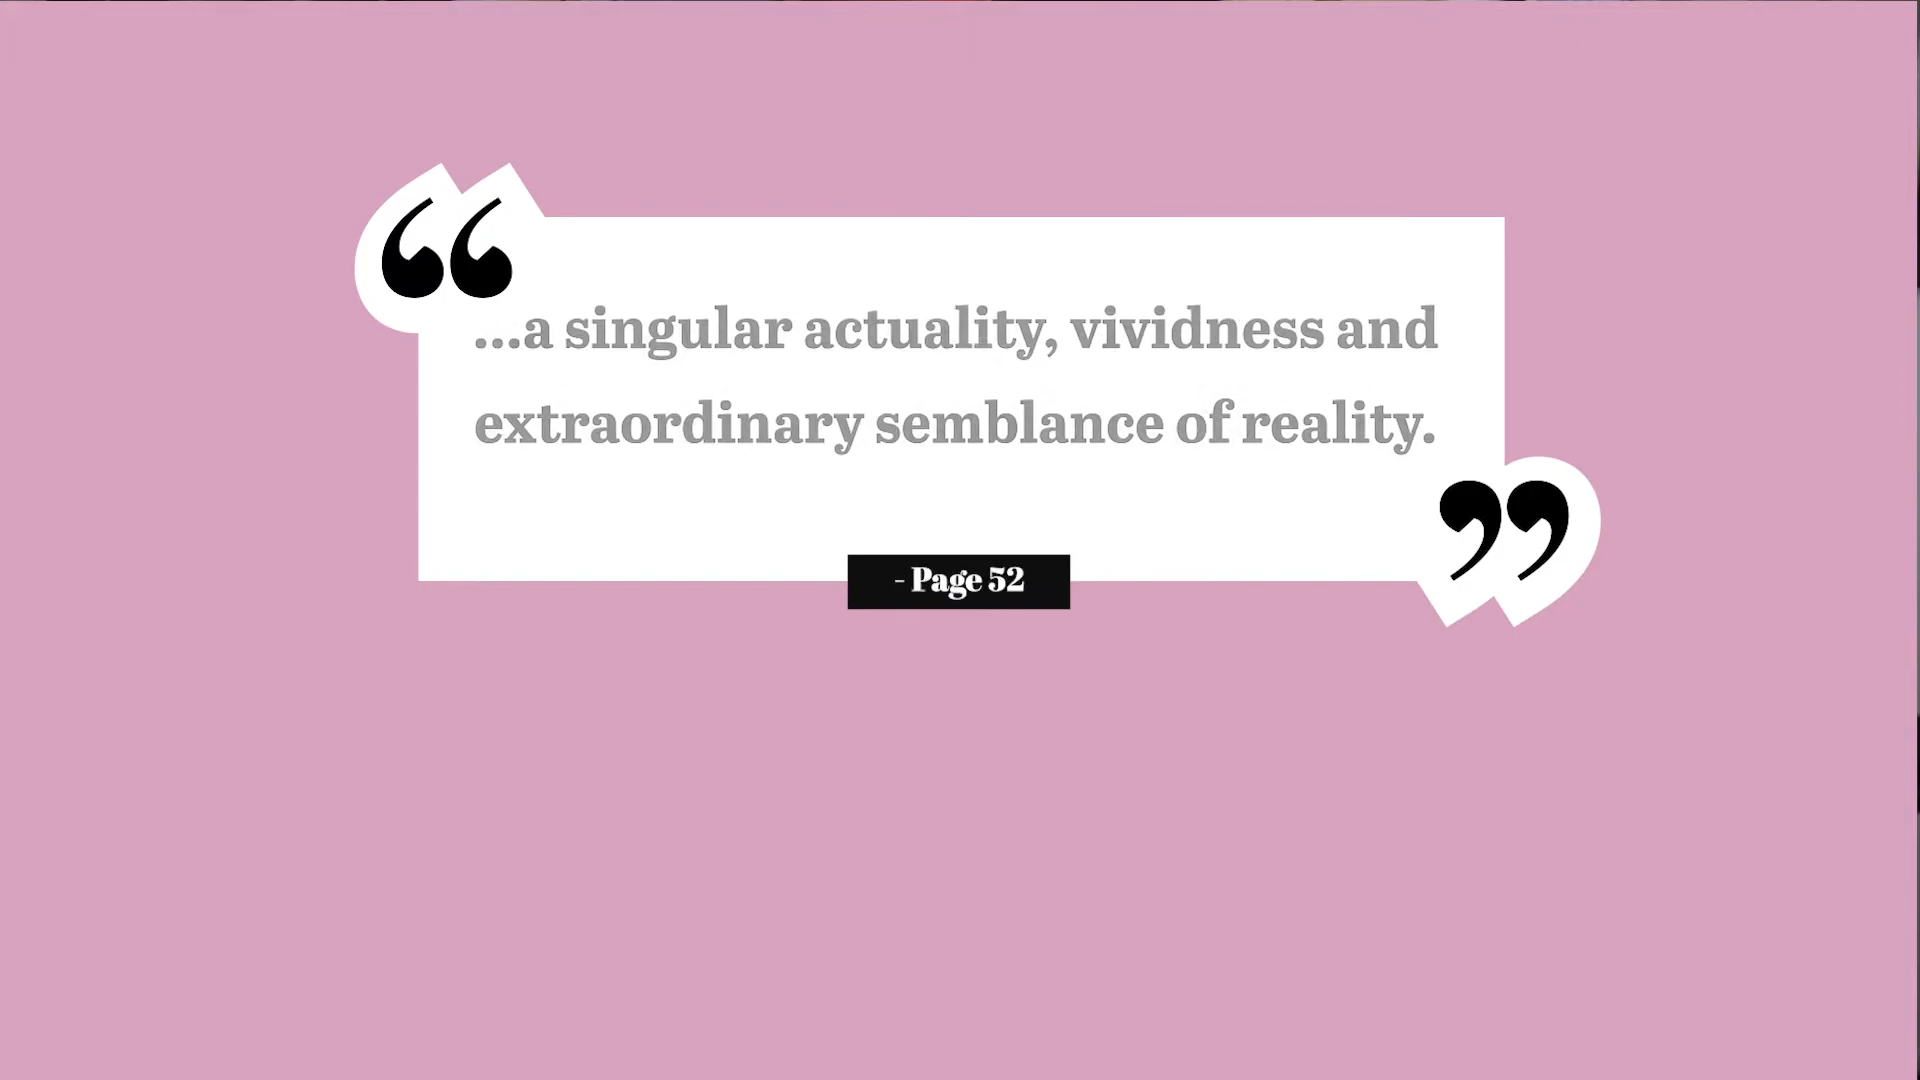 “
...a singular actuality, vividness and
extraordinary semblance of reality.
”
- Page 52